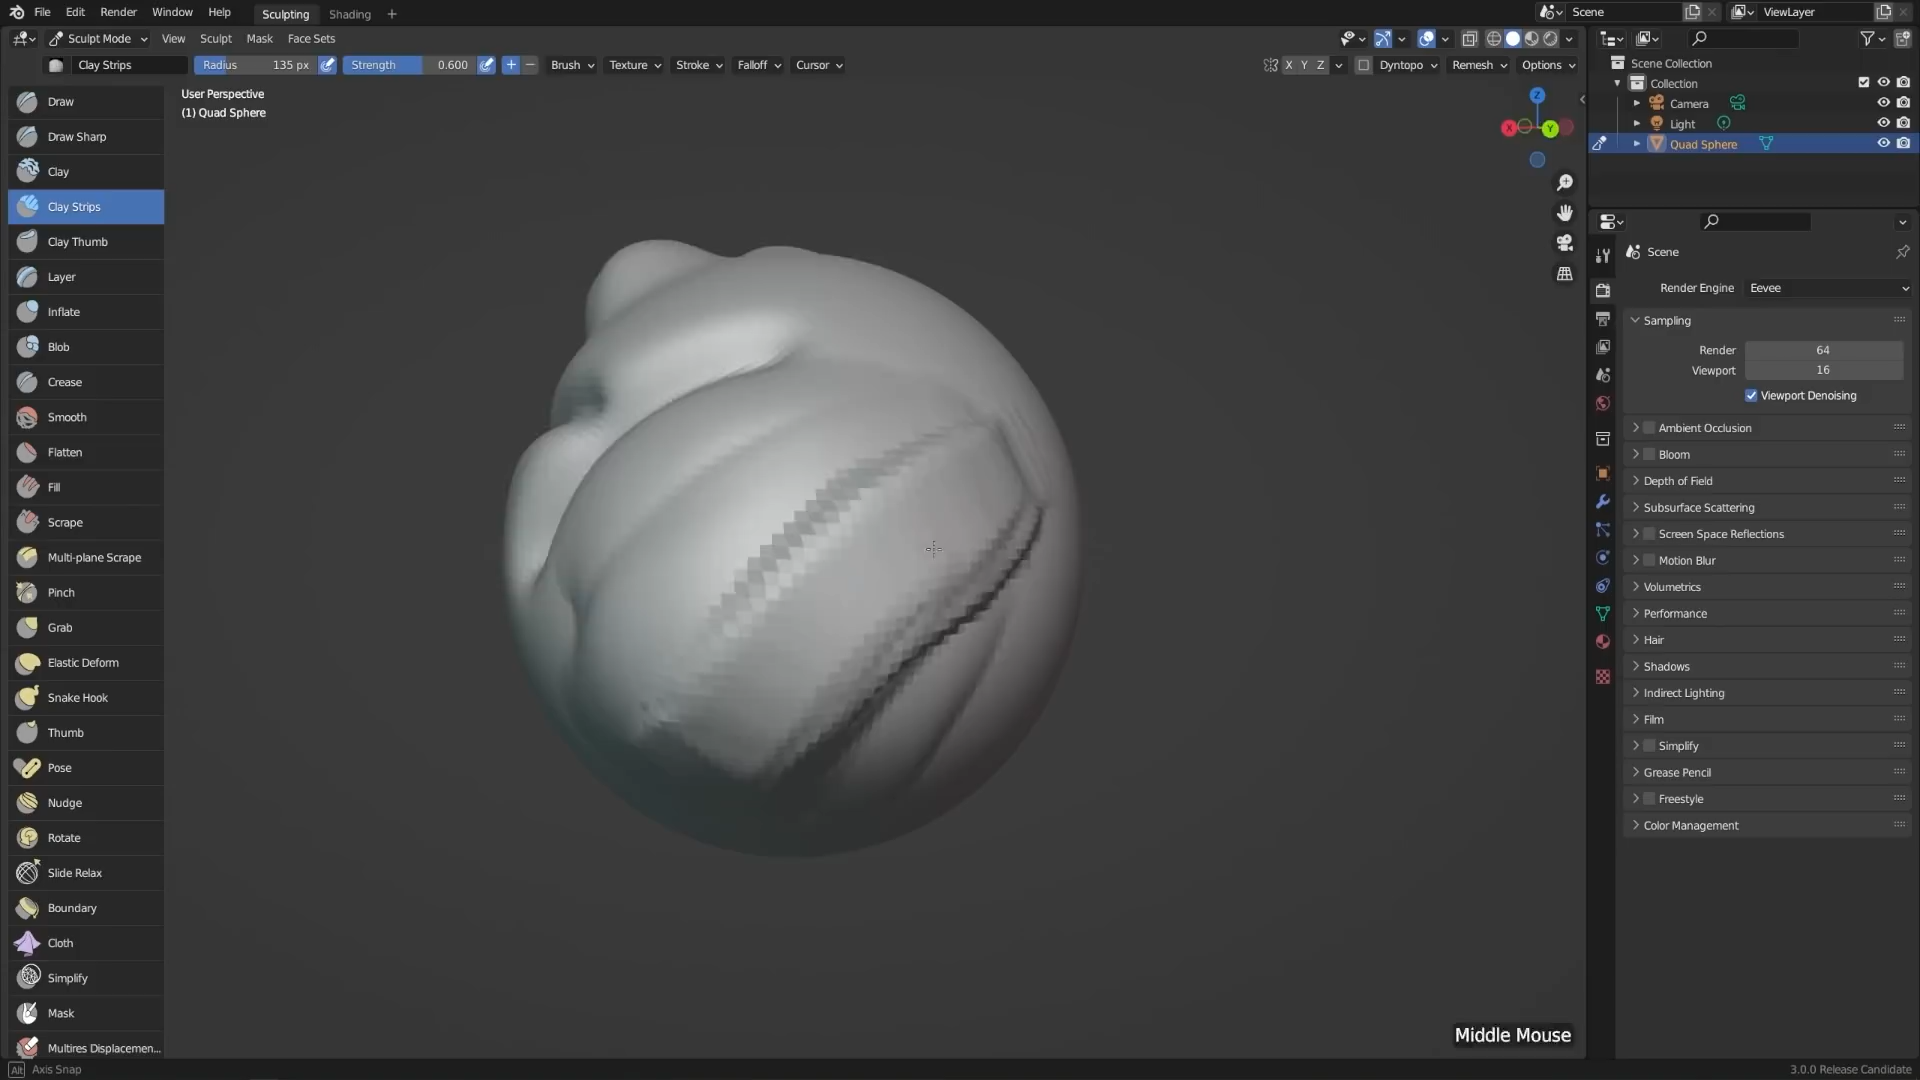 File Edit Render Window Help Sculpting Shading + Scene ViewLayer
Sculpt Mode View Sculpt Mask Face Sets
Clay Strips Radius 135 px Strength 0.600 + − Brush Texture Stroke Falloff Cursor X Y Z Dyntopo Remesh Options
User Perspective
(1) Quad Sphere
Z
X
Y
Draw
Draw Sharp
Clay
Clay Strips
Clay Thumb
Layer
Inflate
Blob
Crease
Smooth
Flatten
Fill
Scrape
Multi-plane Scrape
Pinch
Grab
Elastic Deform
Snake Hook
Thumb
Pose
Nudge
Rotate
Slide Relax
Boundary
Cloth
Simplify
Mask
Multires Displacemen...
Scene Collection
Collection
Camera
Light
Quad Sphere
Scene
Render Engine Eevee
Sampling
Render 64
Viewport 16
Viewport Denoising
Ambient Occlusion
Bloom
Depth of Field
Subsurface Scattering
Screen Space Reflections
Motion Blur
Volumetrics
Performance
Hair
Shadows
Indirect Lighting
Film
Simplify
Grease Pencil
Freestyle
Color Management
Middle Mouse
Alt Axis Snap
3.0.0 Release Candidate